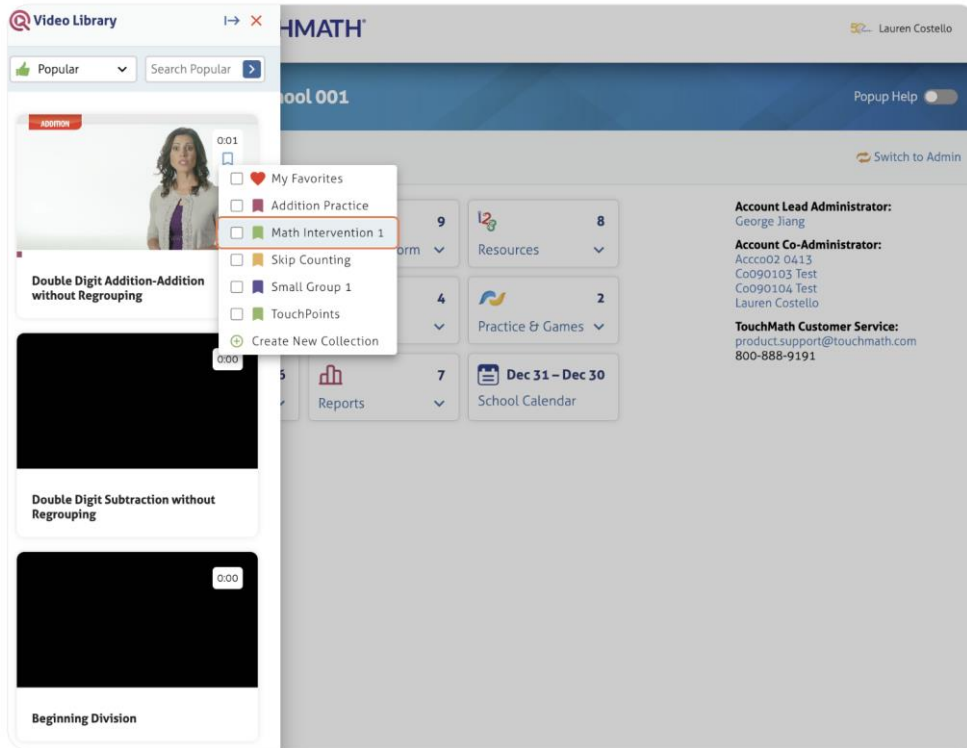 Video Library
Popular
Search Popular
ADDITION
0:01
My Favorites
Addition Practice
Math Intervention 1
Skip Counting
Small Group 1
TouchPoints
Create New Collection
Double Digit Addition-Addition
without Regrouping
0:00
Double Digit Subtraction without
Regrouping
0:00
Beginning Division
HMATH
Lauren Costello
ool 001
Popup Help
Switch to Admin
9
orm
123
8
Resources
4
2
Practice & Games
6
7
Reports
Dec 31 – Dec 30
School Calendar
Account Lead Administrator:
George Jiang
Account Co-Administrator:
Accco02 0413
Co090103 Test
Co090104 Test
Lauren Costello
TouchMath Customer Service:
product.support@touchmath.com
800-888-9191